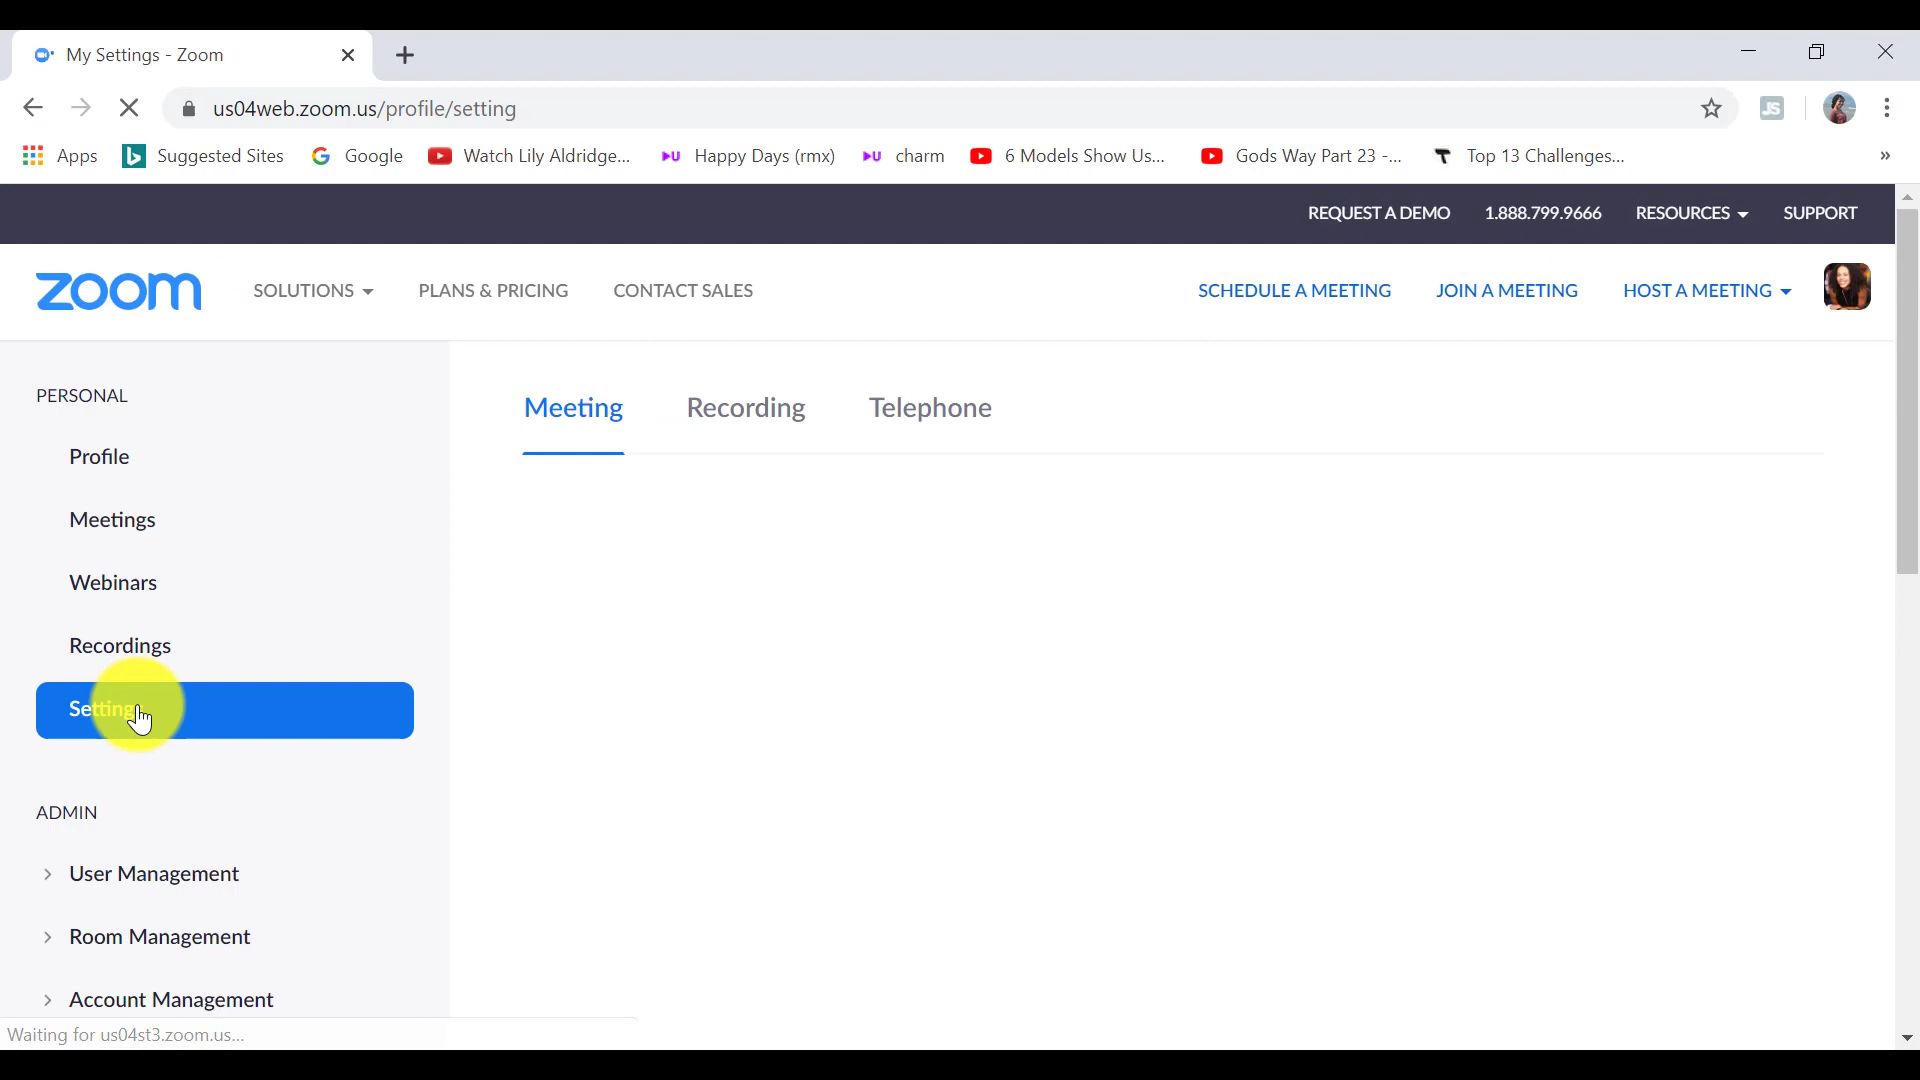 My Settings - Zoom
us04web.zoom.us/profile/setting
JS
Apps
Suggested Sites
Google
Watch Lily Aldridge...
Happy Days (rmx)
charm
6 Models Show Us...
Gods Way Part 23 -...
Top 13 Challenges...
»
REQUEST A DEMO
1.888.799.9666
RESOURCES
SUPPORT
zoom
SOLUTIONS
PLANS & PRICING
CONTACT SALES
SCHEDULE A MEETING
JOIN A MEETING
HOST A MEETING
PERSONAL
Profile
Meetings
Webinars
Recordings
Settings
ADMIN
User Management
Room Management
Account Management
Meeting
Recording
Telephone
Waiting for us04st3.zoom.us...